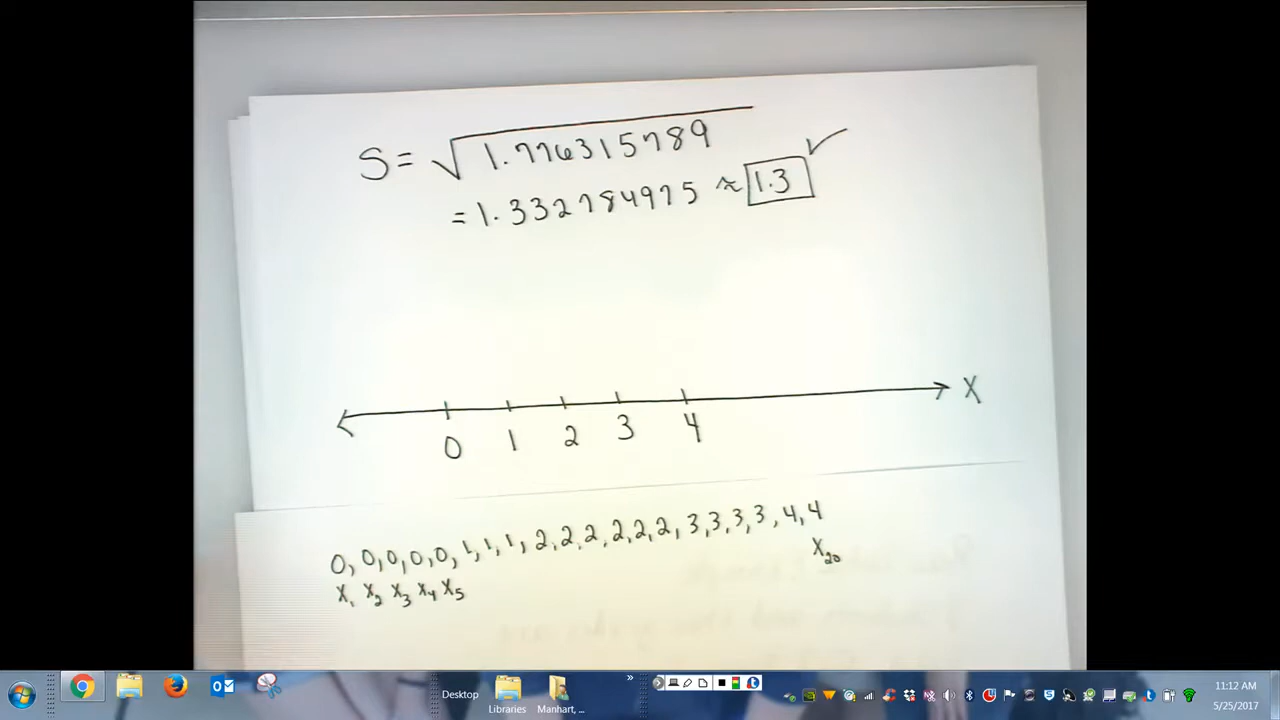 S = √1.776315789
= 1.332784975 ≈ 1.3 ✓
X
0 1 2 3 4
0, 0, 0, 0, 0, 1, 1, 1, 2, 2, 2, 2, 2, 2, 3, 3, 3, 3, 4, 4
x₁ x₂ x₃ x₄ x₅ x₂₀
Desktop
Libraries
Manhart, ...
»
11:12 AM
5/25/2017